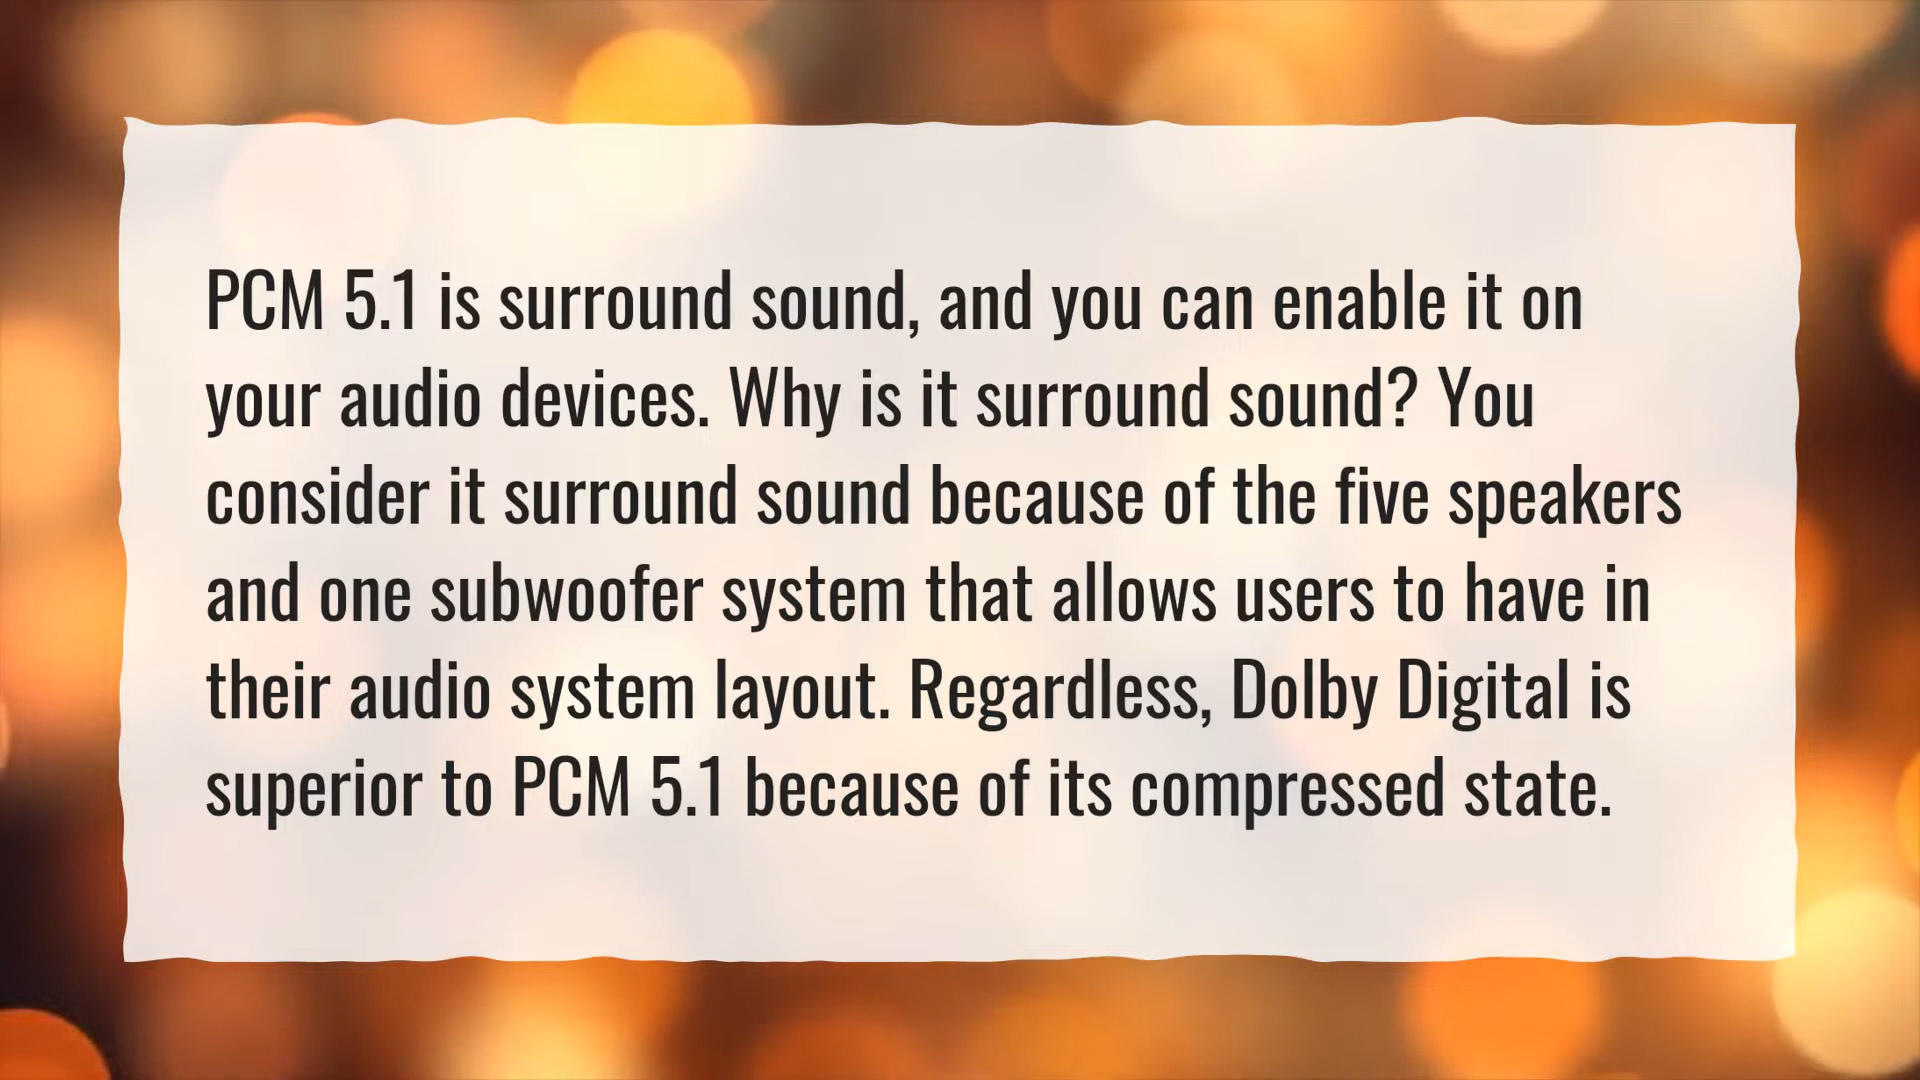 PCM 5.1 is surround sound, and you can enable it on
your audio devices. Why is it surround sound? You
consider it surround sound because of the five speakers
and one subwoofer system that allows users to have in
their audio system layout. Regardless, Dolby Digital is
superior to PCM 5.1 because of its compressed state.